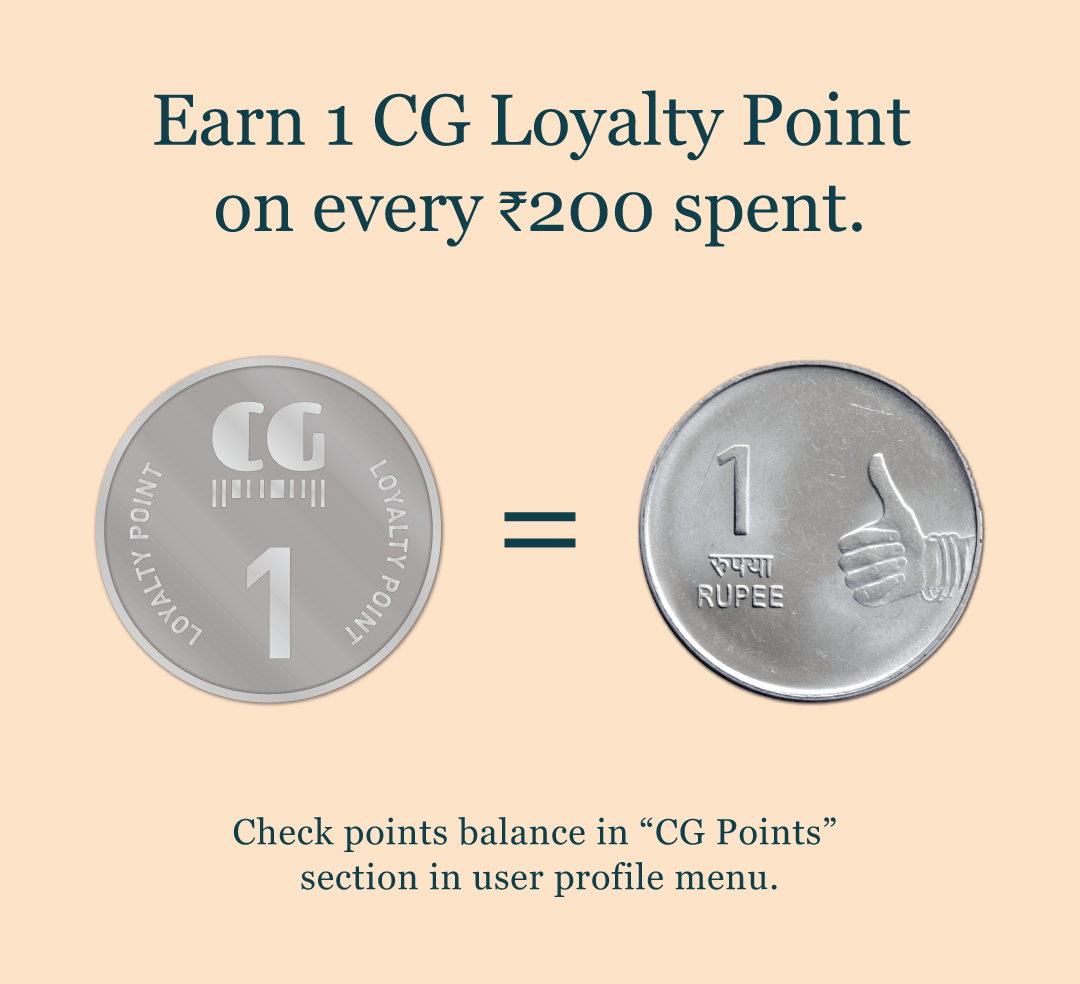 Earn 1 CG Loyalty Point
on every ₹200 spent.
CG
LOYALTY POINT
LOYALTY POINT
1
1
रुपया
RUPEE
Check points balance in “CG Points”
section in user profile menu.